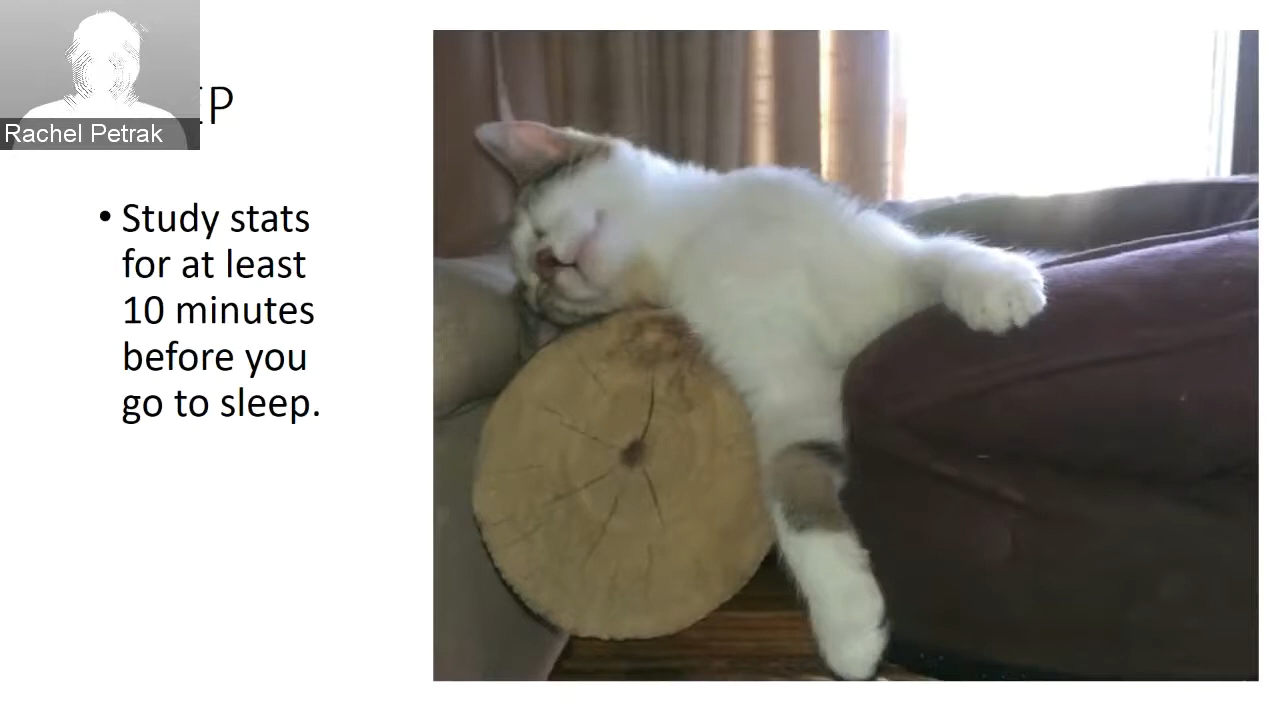 Rachel Petrak
• Study stats
for at least
10 minutes
before you
go to sleep.